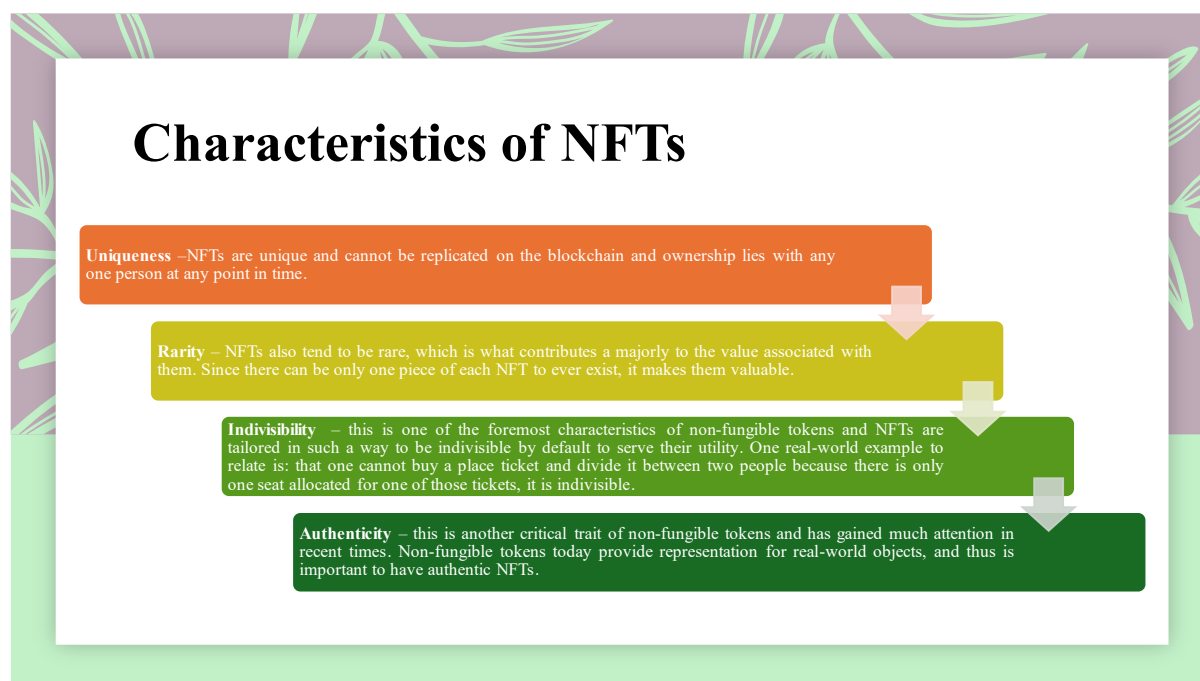 Characteristics of NFTs
Uniqueness –NFTs are unique and cannot be replicated on the blockchain and ownership lies with any
one person at any point in time.
Rarity – NFTs also tend to be rare, which is what contributes a majorly to the value associated with
them. Since there can be only one piece of each NFT to ever exist, it makes them valuable.
Indivisibility – this is one of the foremost characteristics of non-fungible tokens and NFTs are
tailored in such a way to be indivisible by default to serve their utility. One real-world example to
relate is: that one cannot buy a place ticket and divide it between two people because there is only
one seat allocated for one of those tickets, it is indivisible.
Authenticity – this is another critical trait of non-fungible tokens and has gained much attention in
recent times. Non-fungible tokens today provide representation for real-world objects, and thus is
important to have authentic NFTs.